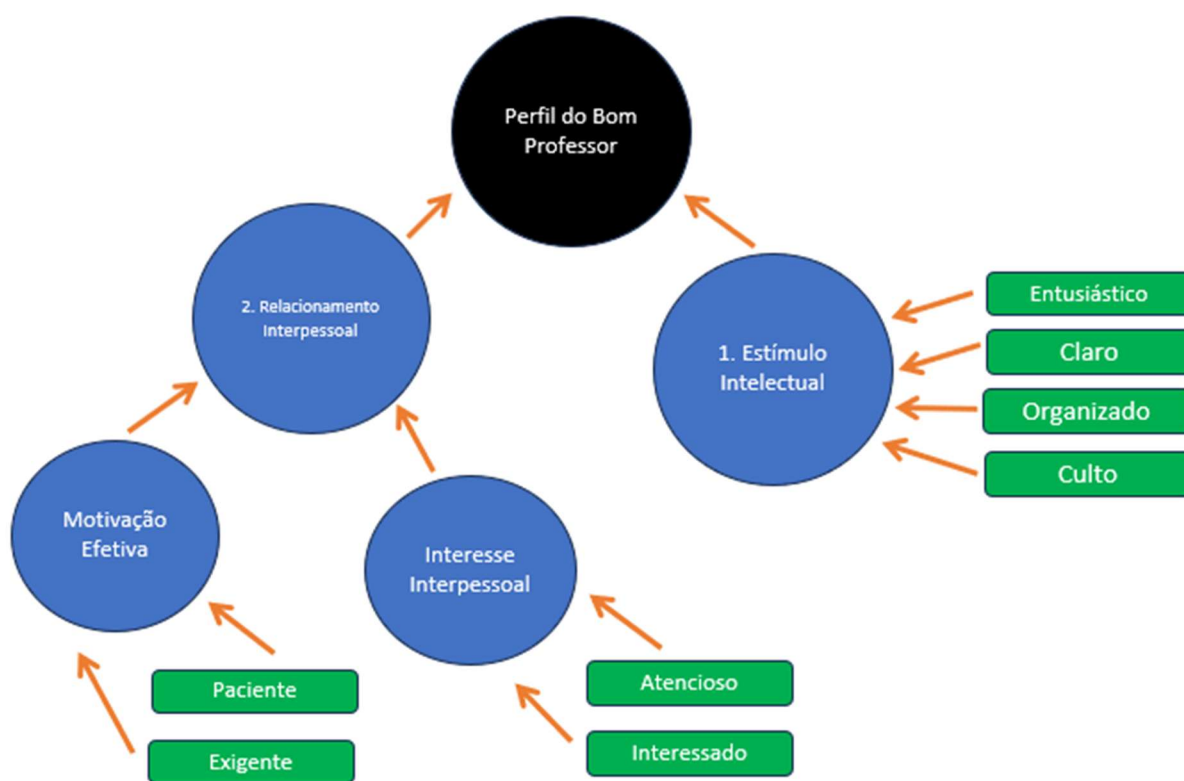 Perfil do Bom
Professor
2. Relacionamento
Interpessoal
1. Estímulo
Intelectual
Entusiástico
Claro
Organizado
Culto
Motivação
Efetiva
Interesse
Interpessoal
Paciente
Exigente
Atencioso
Interessado